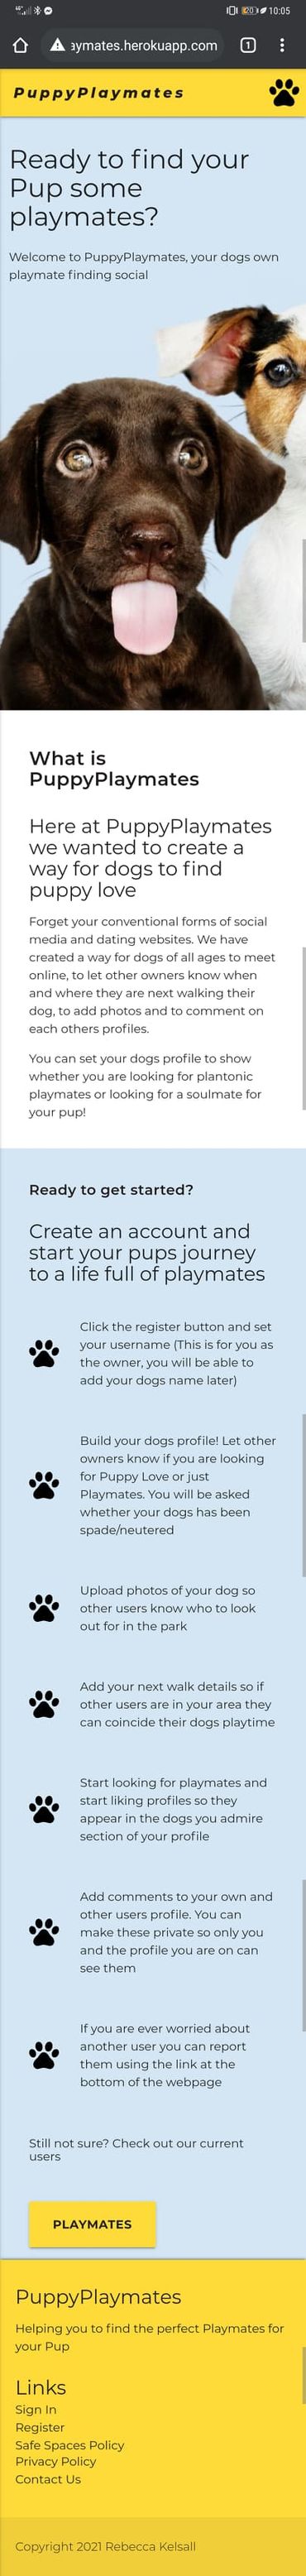 10:05
aymates.herokuapp.com
1
PuppyPlaymates
Ready to find your
Pup some
playmates?
Welcome to PuppyPlaymates, your dogs own
playmate finding social
What is
PuppyPlaymates
Here at PuppyPlaymates
we wanted to create a
way for dogs to find
puppy love
Forget your conventional forms of social
media and dating websites. We have
created a way for dogs of all ages to meet
online, to let other owners know when
and where they are next walking their
dog, to add photos and to comment on
each others profiles.
You can set your dogs profile to show
whether you are looking for plantonic
playmates or looking for a soulmate for
your pup!
Ready to get started?
Create an account and
start your pups journey
to a life full of playmates
Click the register button and set
your username (This is for you as
the owner, you will be able to
add your dogs name later)
Build your dogs profile! Let other
owners know if you are looking
for Puppy Love or just
Playmates. You will be asked
whether your dogs has been
spade/neutered
Upload photos of your dog so
other users know who to look
out for in the park
Add your next walk details so if
other users are in your area they
can coincide their dogs playtime
Start looking for playmates and
start liking profiles so they
appear in the dogs you admire
section of your profile
Add comments to your own and
other users profile. You can
make these private so only you
and the profile you are on can
see them
If you are ever worried about
another user you can report
them using the link at the
bottom of the webpage
Still not sure? Check out our current
users
PLAYMATES
PuppyPlaymates
Helping you to find the perfect Playmates for
your Pup
Links
Sign In
Register
Safe Spaces Policy
Privacy Policy
Contact Us
Copyright 2021 Rebecca Kelsall